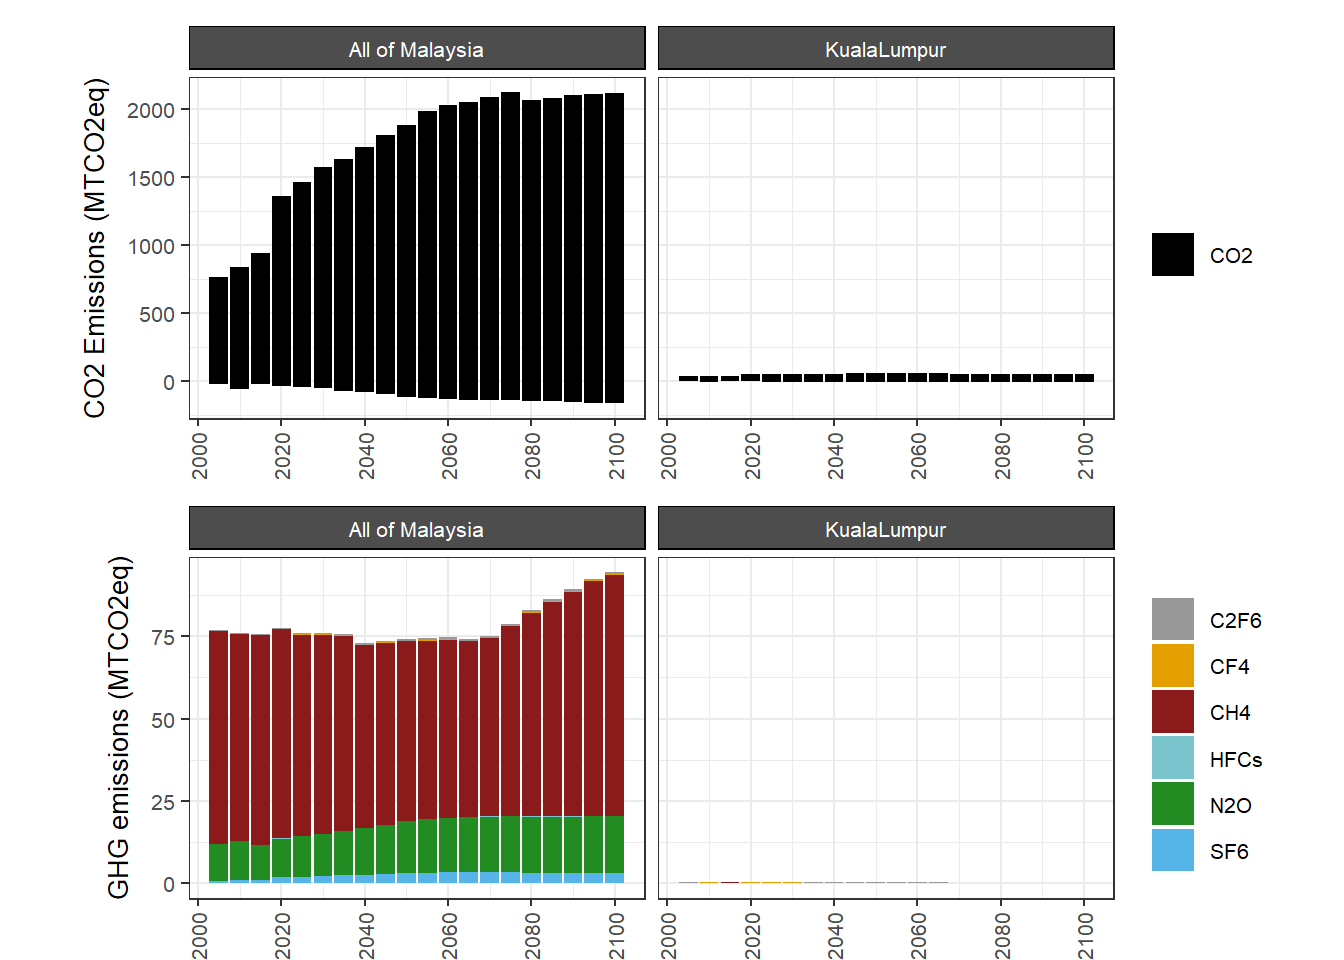 All of Malaysia
KualaLumpur
CO2 Emissions (MTCO2eq)
2000
1500
1000
500
0
2000
2020
2040
2060
2080
2100
2000
2020
2040
2060
2080
2100
CO2
All of Malaysia
KualaLumpur
GHG emissions (MTCO2eq)
75
50
25
0
2000
2020
2040
2060
2080
2100
2000
2020
2040
2060
2080
2100
C2F6
CF4
CH4
HFCs
N2O
SF6